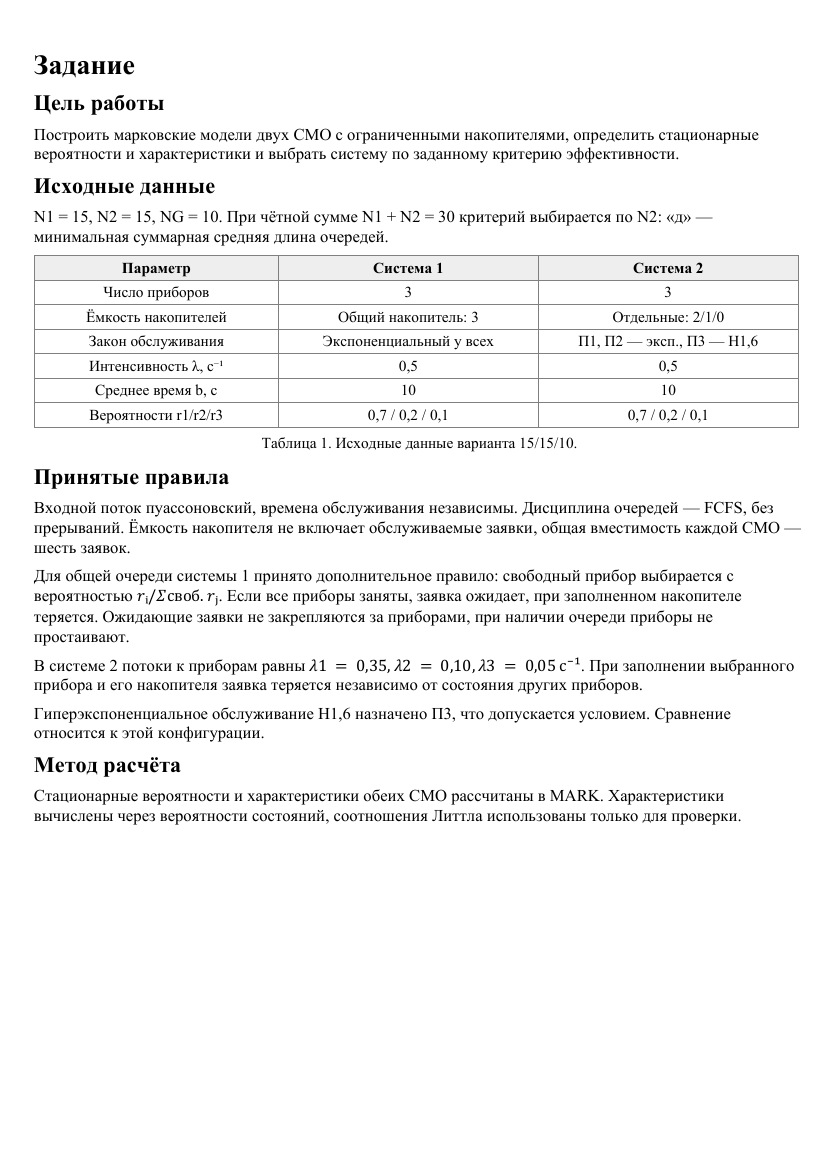 Задание
Цель работы
Построить марковские модели двух СМО с ограниченными накопителями, определить стационарные
вероятности и характеристики и выбрать систему по заданному критерию эффективности.
Исходные данные
N1 = 15, N2 = 15, NG = 10. При чётной сумме N1 + N2 = 30 критерий выбирается по N2: «д» —
минимальная суммарная средняя длина очередей.
Параметр Система 1 Система 2
Число приборов 3 3
Ёмкость накопителей Общий накопитель: 3 Отдельные: 2/1/0
Закон обслуживания Экспоненциальный у всех П1, П2 — эксп., П3 — Н1,6
Интенсивность λ, с⁻¹ 0,5 0,5
Среднее время b, с 10 10
Вероятности r1/r2/r3 0,7 / 0,2 / 0,1 0,7 / 0,2 / 0,1
Таблица 1. Исходные данные варианта 15/15/10.
Принятые правила
Входной поток пуассоновский, времена обслуживания независимы. Дисциплина очередей — FCFS, без
прерываний. Ёмкость накопителя не включает обслуживаемые заявки, общая вместимость каждой СМО —
шесть заявок.
Для общей очереди системы 1 принято дополнительное правило: свободный прибор выбирается с
вероятностью rᵢ/Σсвоб. rⱼ. Если все приборы заняты, заявка ожидает, при заполненном накопителе
теряется. Ожидающие заявки не закрепляются за приборами, при наличии очереди приборы не
простаивают.
В системе 2 потоки к приборам равны λ1 = 0,35, λ2 = 0,10, λ3 = 0,05 с⁻¹. При заполнении выбранного
прибора и его накопителя заявка теряется независимо от состояния других приборов.
Гиперэкспоненциальное обслуживание Н1,6 назначено П3, что допускается условием. Сравнение
относится к этой конфигурации.
Метод расчёта
Стационарные вероятности и характеристики обеих СМО рассчитаны в MARK. Характеристики
вычислены через вероятности состояний, соотношения Литтла использованы только для проверки.